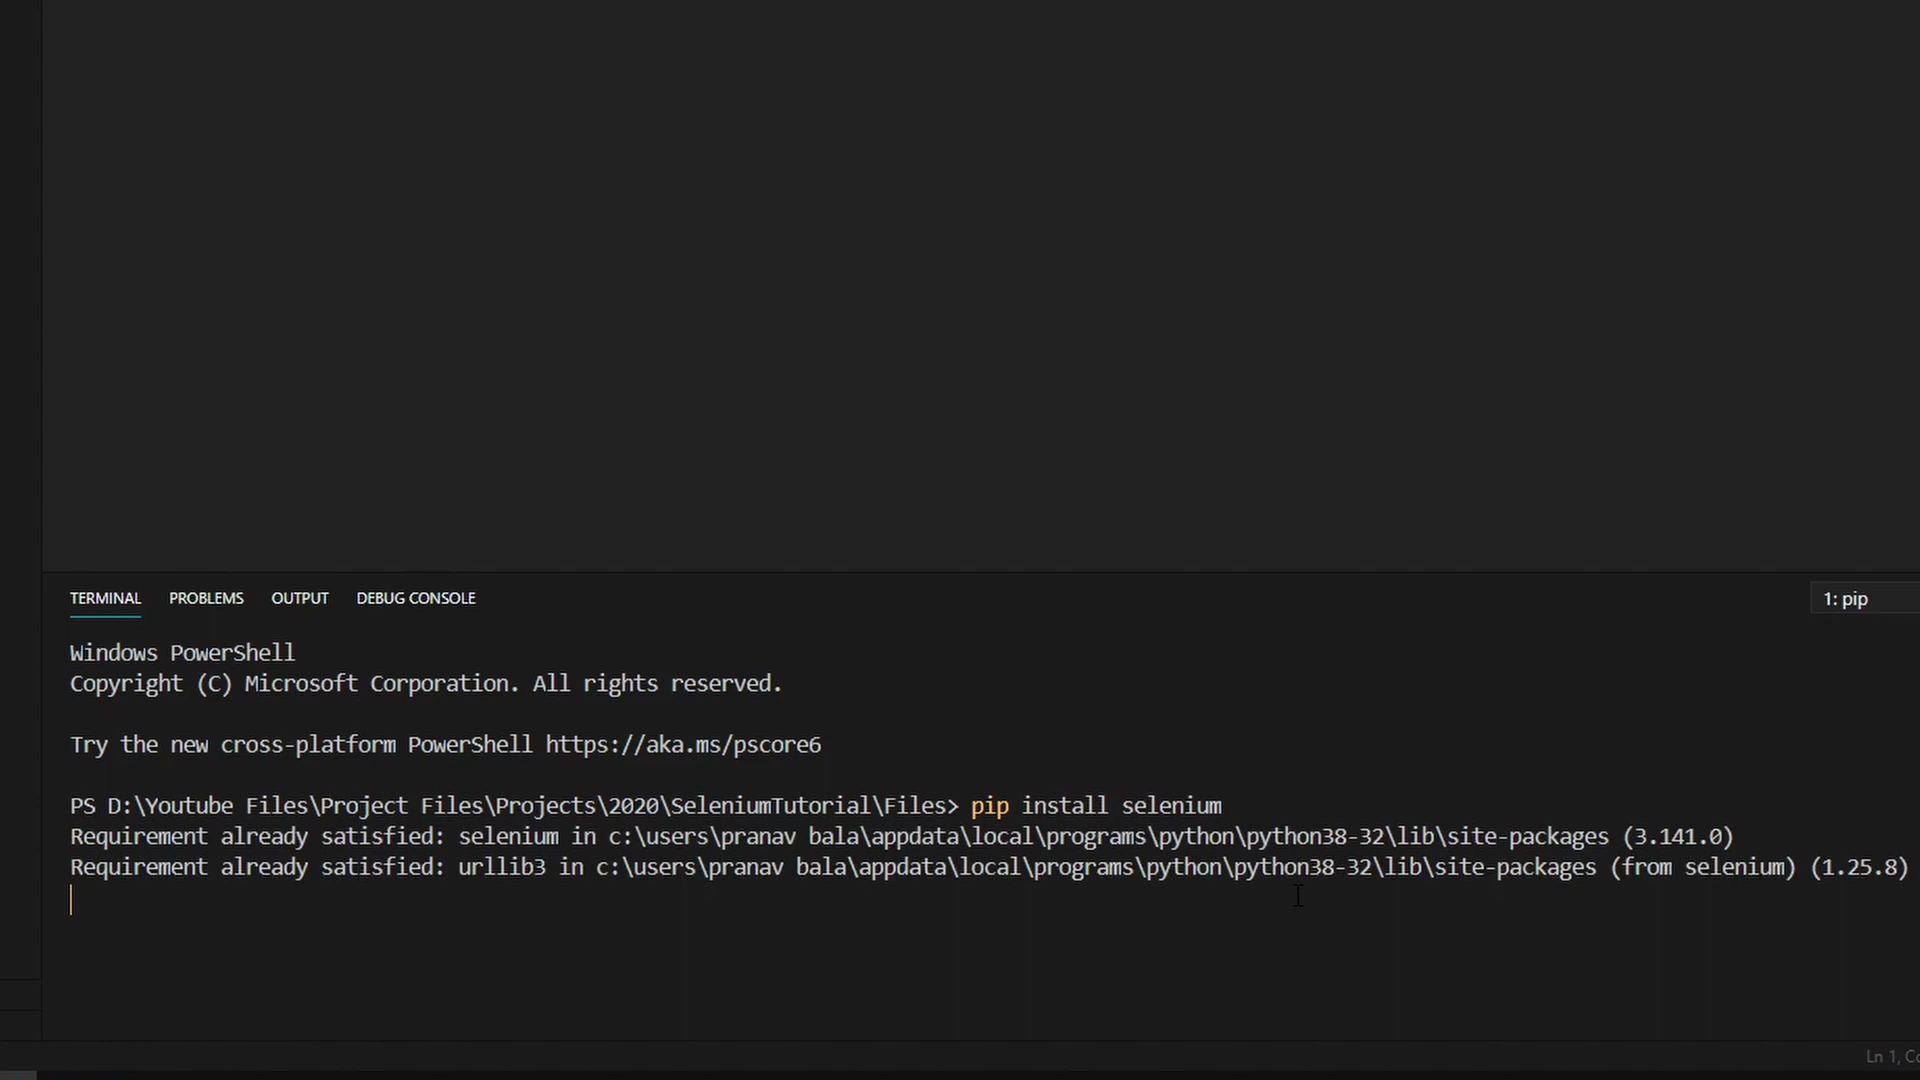 TERMINAL PROBLEMS OUTPUT DEBUG CONSOLE 1: pip
Windows PowerShell
Copyright (C) Microsoft Corporation. All rights reserved.
Try the new cross-platform PowerShell https://aka.ms/pscore6
PS D:\Youtube Files\Project Files\Projects\2020\SeleniumTutorial\Files> pip install selenium
Requirement already satisfied: selenium in c:\users\pranav bala\appdata\local\programs\python\python38-32\lib\site-packages (3.141.0)
Requirement already satisfied: urllib3 in c:\users\pranav bala\appdata\local\programs\python\python38-32\lib\site-packages (from selenium) (1.25.8)
Ln 1, Co